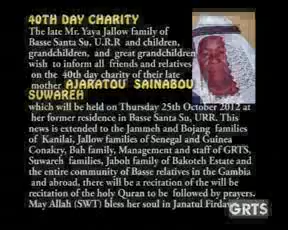 40TH DAY CHARITY
The late Mr. Yaya Jallow family of
Basse Santa Su, U.R.R and children,
grandchildren, and great grandchildren
wish to inform all friends and relatives
on the 40th day charity of their late
mother AJARATOU SAINABOU
SUWAREH
which will be held on Thursday 25th October 2012 at
her former residence in Basse Santa Su, URR. This
news is extended to the Jammeh and Bojang families
of Kanilai, Jallow families of Senegal and Guinea
Conakry, Bah family, Management and staff of GRTS,
Suwareh families, Jaboh family of Bakoteh Estate and
the entire community of Basse relatives in the Gambia
and abroad, there will be a recitation of the will be
recitation of the holy Quran to be followed by prayers.
May Allah (SWT) bless her soul in Janatul Firdaw
GRTS